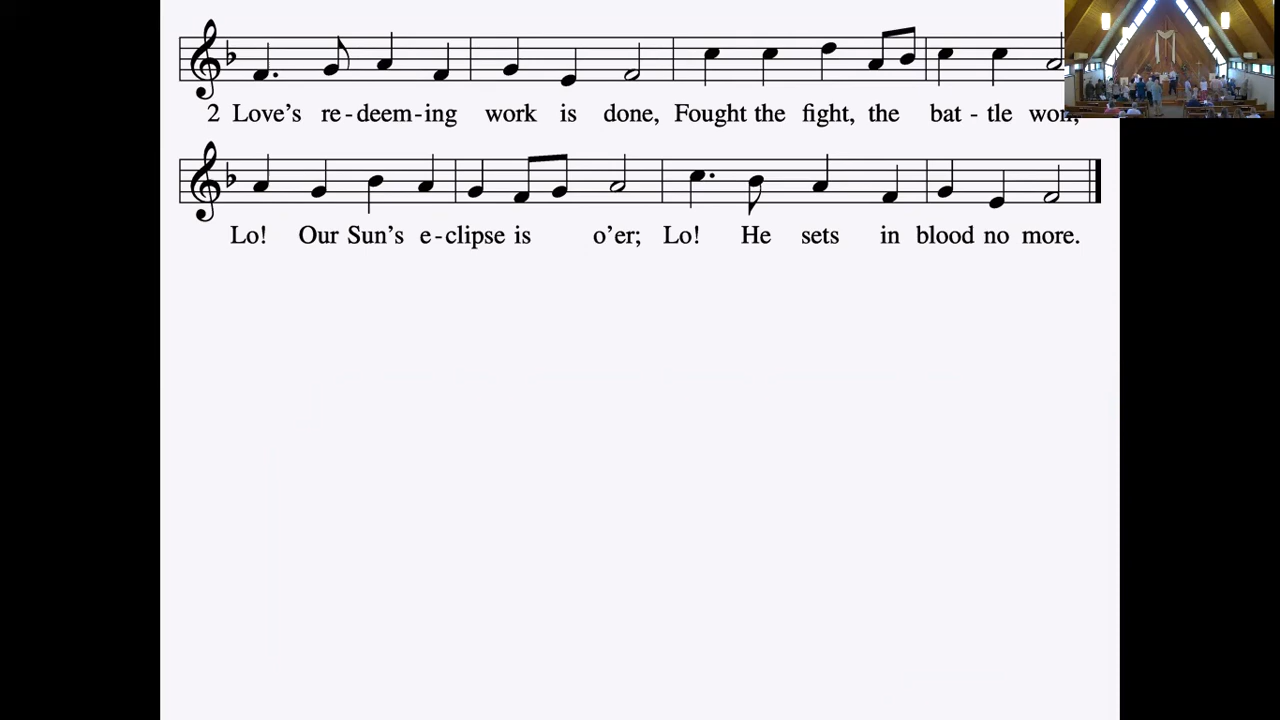 2 Love’s re-deem-ing work is done, Fought the fight, the bat - tle won,
Lo! Our Sun’s e-clipse is o’er; Lo! He sets in blood no more.